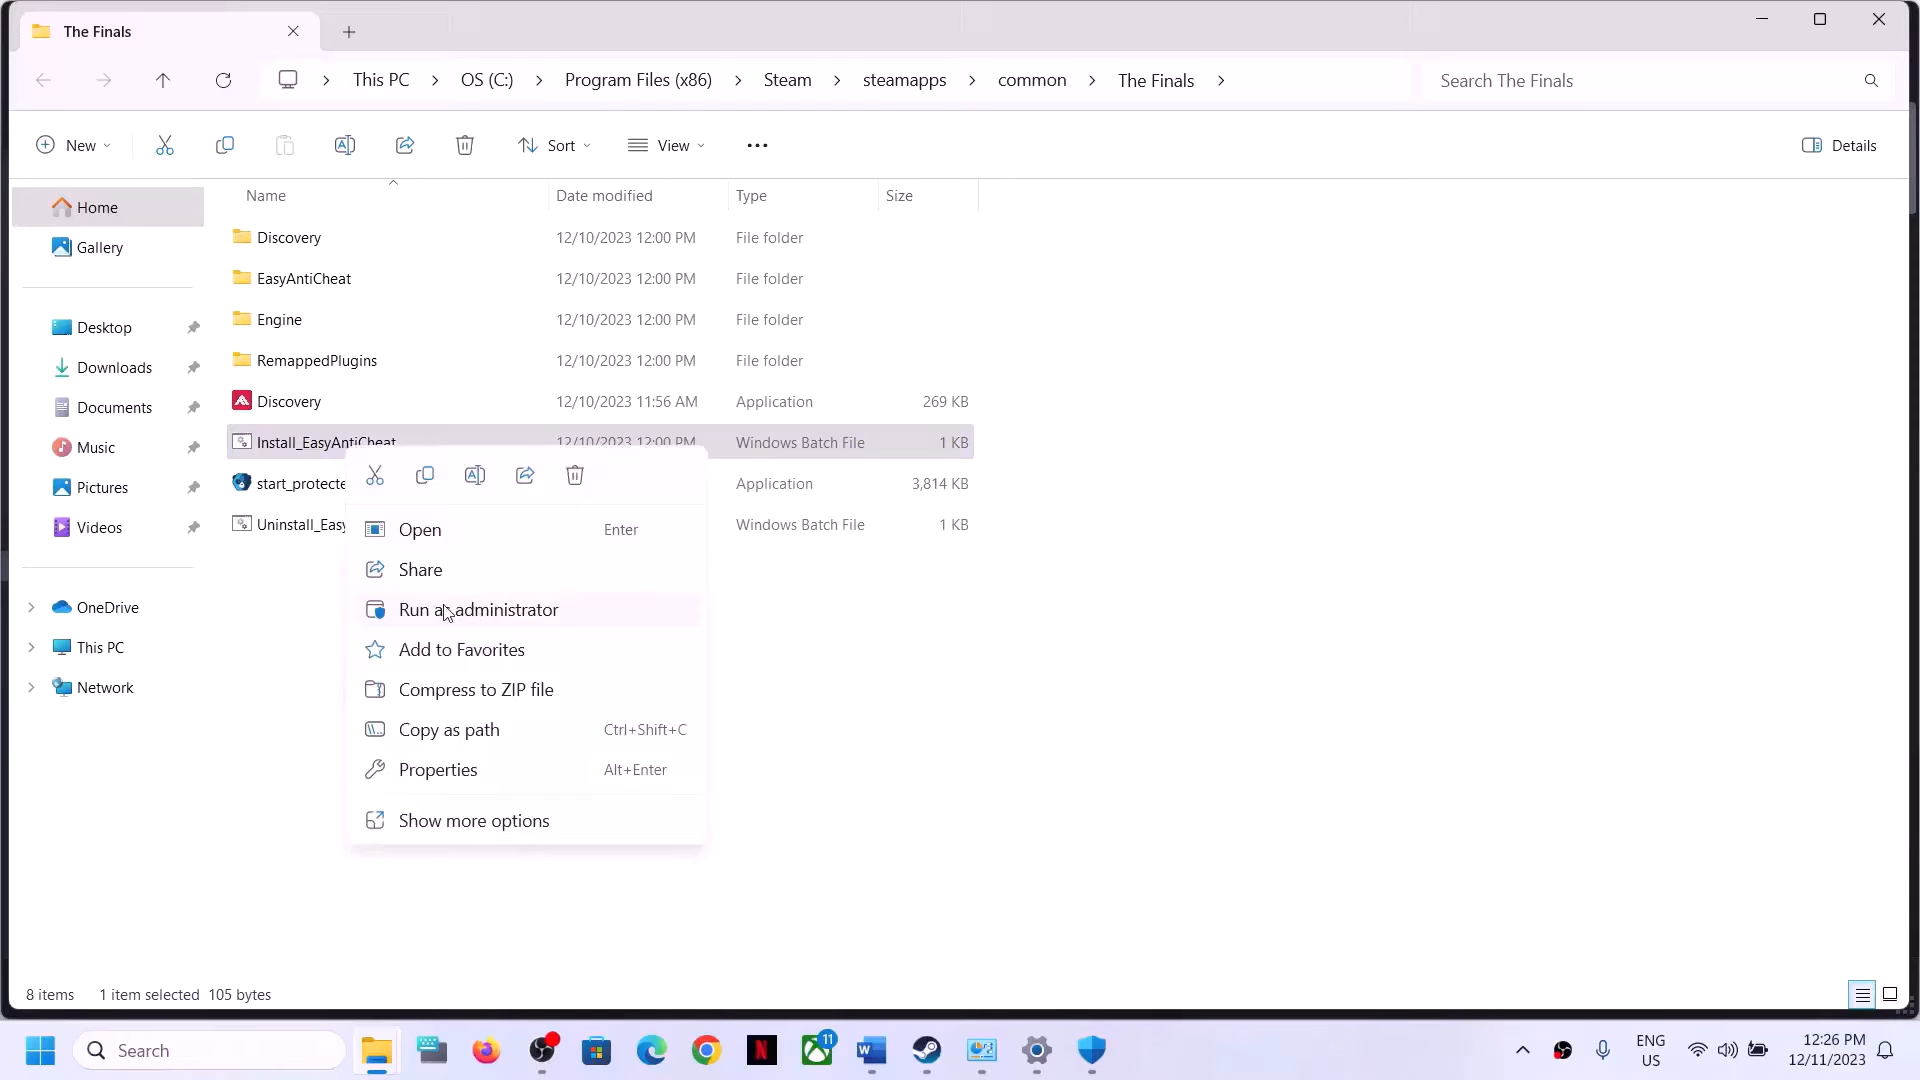 The Finals
This PC
OS (C:)
Program Files (x86)
Steam
steamapps
common
The Finals
Search The Finals
New
Sort
View
Details
Name
Date modified
Type
Size
Home
Gallery
Desktop
Downloads
Documents
Music
Pictures
Videos
OneDrive
This PC
Network
Discovery 12/10/2023 12:00 PM File folder
EasyAntiCheat 12/10/2023 12:00 PM File folder
Engine 12/10/2023 12:00 PM File folder
RemappedPlugins 12/10/2023 12:00 PM File folder
Discovery 12/10/2023 11:56 AM Application 269 KB
Install_EasyAntiCheat 12/10/2023 12:00 PM Windows Batch File 1 KB
start_protecte Application 3,814 KB
Uninstall_Easy Windows Batch File 1 KB
Open Enter
Share
Run as administrator
Add to Favorites
Compress to ZIP file
Copy as path Ctrl+Shift+C
Properties Alt+Enter
Show more options
8 items 1 item selected 105 bytes
Search
11
ENG
US
12:26 PM
12/11/2023